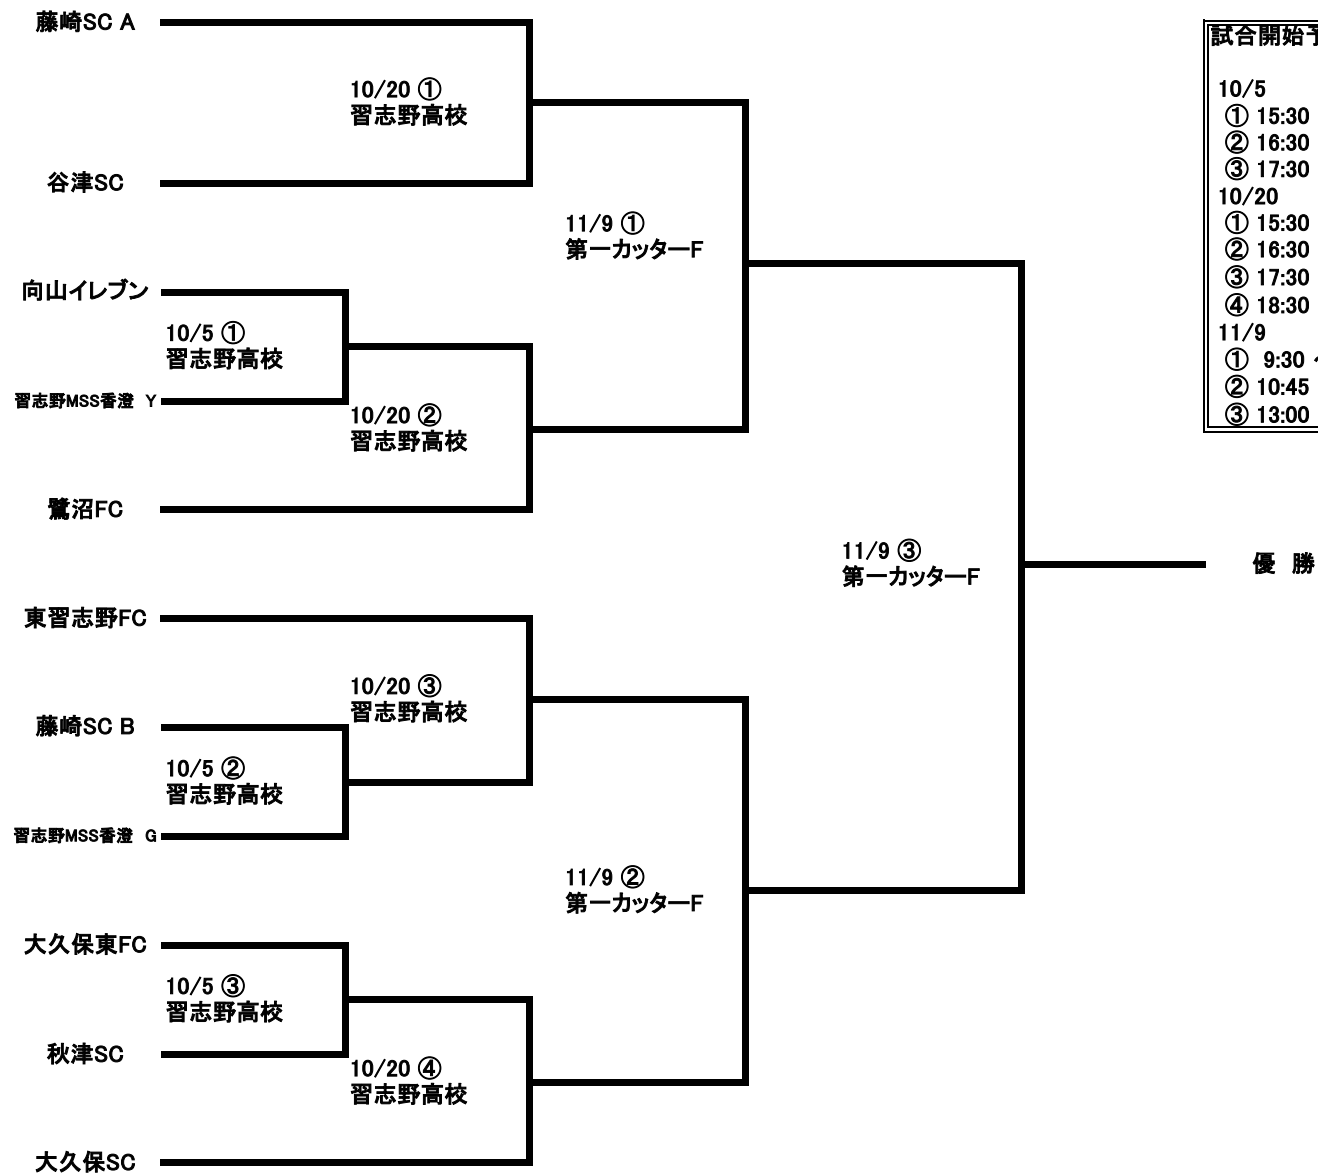 藤崎SC A
10/20 ①
習志野高校
谷津SC
11/9 ①
第一カッターF
向山イレブン
10/5 ①
習志野高校
習志野MSS香澄 Y
10/20 ②
習志野高校
鷺沼FC
11/9 ③
第一カッターF
優 勝
東習志野FC
10/20 ③
習志野高校
藤崎SC B
10/5 ②
習志野高校
習志野MSS香澄 G
11/9 ②
第一カッターF
大久保東FC
10/5 ③
習志野高校
秋津SC
10/20 ④
習志野高校
大久保SC
試合開始予
10/5
① 15:30
② 16:30
③ 17:30
10/20
① 15:30
② 16:30
③ 17:30
④ 18:30
11/9
① 9:30
② 10:45
③ 13:00